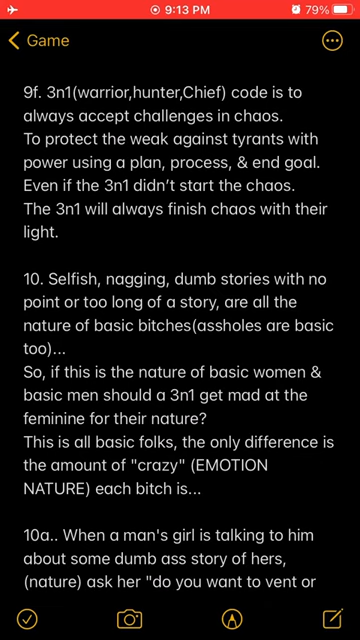 9:13 PM
79%
Game
9f. 3n1(warrior,hunter,Chief) code is to
always accept challenges in chaos.
To protect the weak against tyrants with
power using a plan, process, & end goal.
Even if the 3n1 didn’t start the chaos.
The 3n1 will always finish chaos with their
light.
10. Selfish, nagging, dumb stories with no
point or too long of a story, are all the
nature of basic bitches(assholes are basic
too)...
So, if this is the nature of basic women &
basic men should a 3n1 get mad at the
feminine for their nature?
This is all basic folks, the only difference is
the amount of "crazy" (EMOTION
NATURE) each bitch is...
10a.. When a man's girl is talking to him
about some dumb ass story of hers,
(nature) ask her "do you want to vent or